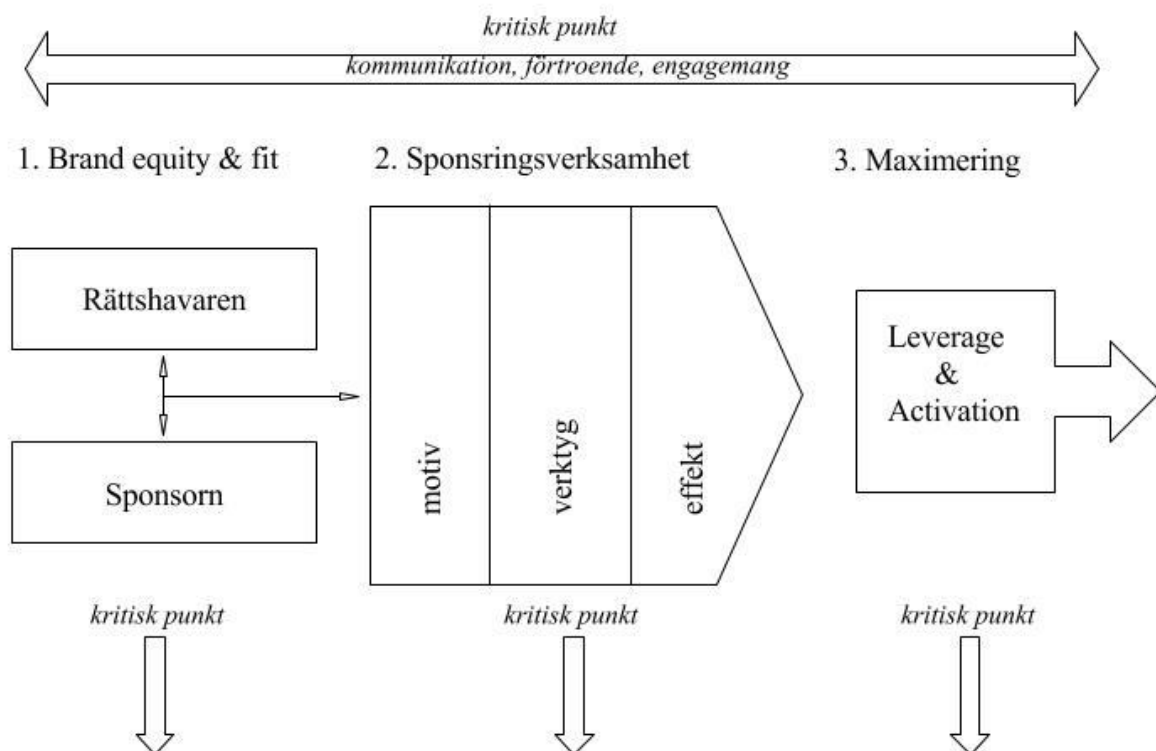 kritisk punkt
kommunikation, förtroende, engagemang
1. Brand equity & fit
2. Sponsringsverksamhet
3. Maximering
Rättshavaren
Sponsorn
motiv
verktyg
effekt
Leverage
&
Activation
kritisk punkt
kritisk punkt
kritisk punkt